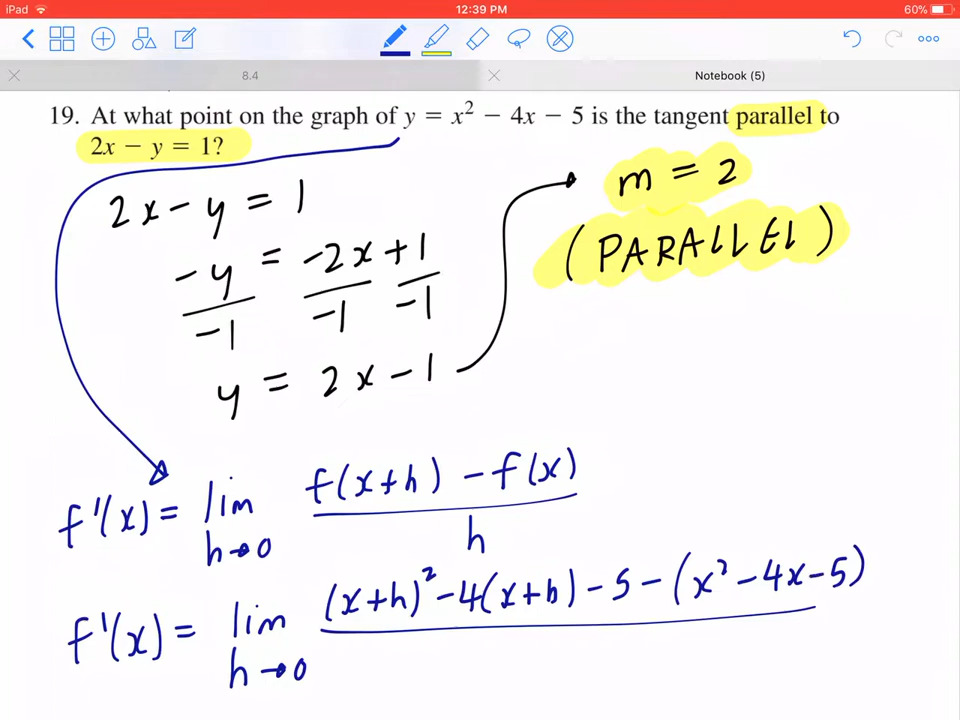 iPad 12:39 PM 60%
8.4 Notebook (5)
19. At what point on the graph of y = x² − 4x − 5 is the tangent parallel to
2x − y = 1?
2x − y = 1
−y = −2x + 1
−1 −1 −1
y = 2x − 1
m = 2
(PARALLEL)
f'(x) = lim f(x+h) − f(x)
h→0 h
f'(x) = lim (x+h)² − 4(x+h) − 5 − (x² − 4x − 5)
h→0